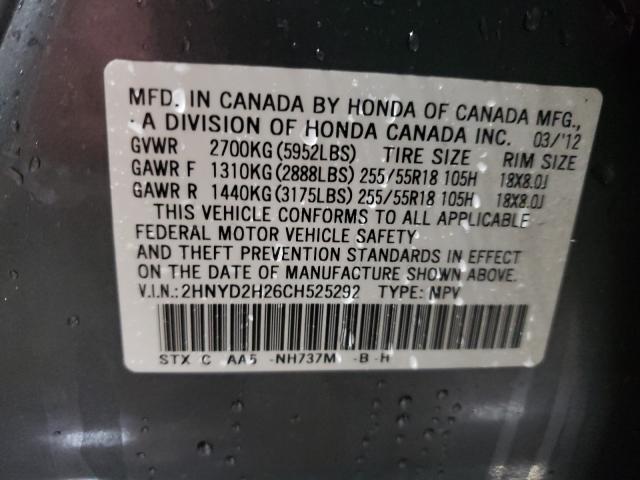 MFD. IN CANADA BY HONDA OF CANADA MFG.,
A DIVISION OF HONDA CANADA INC. 03/'12
GVWR 2700KG(5952LBS) TIRE SIZE RIM SIZE
GAWR F 1310KG(2888LBS) 255/55R18 105H 18X8.0J
GAWR R 1440KG(3175LBS) 255/55R18 105H 18X8.0J
THIS VEHICLE CONFORMS TO ALL APPLICABLE
FEDERAL MOTOR VEHICLE SAFETY
AND THEFT PREVENTION STANDARDS IN EFFECT
ON THE DATE OF MANUFACTURE SHOWN ABOVE.
V.I.N.:2HNYD2H26CH525292 TYPE: MPV
STX C AA5 -NH737M -B-H